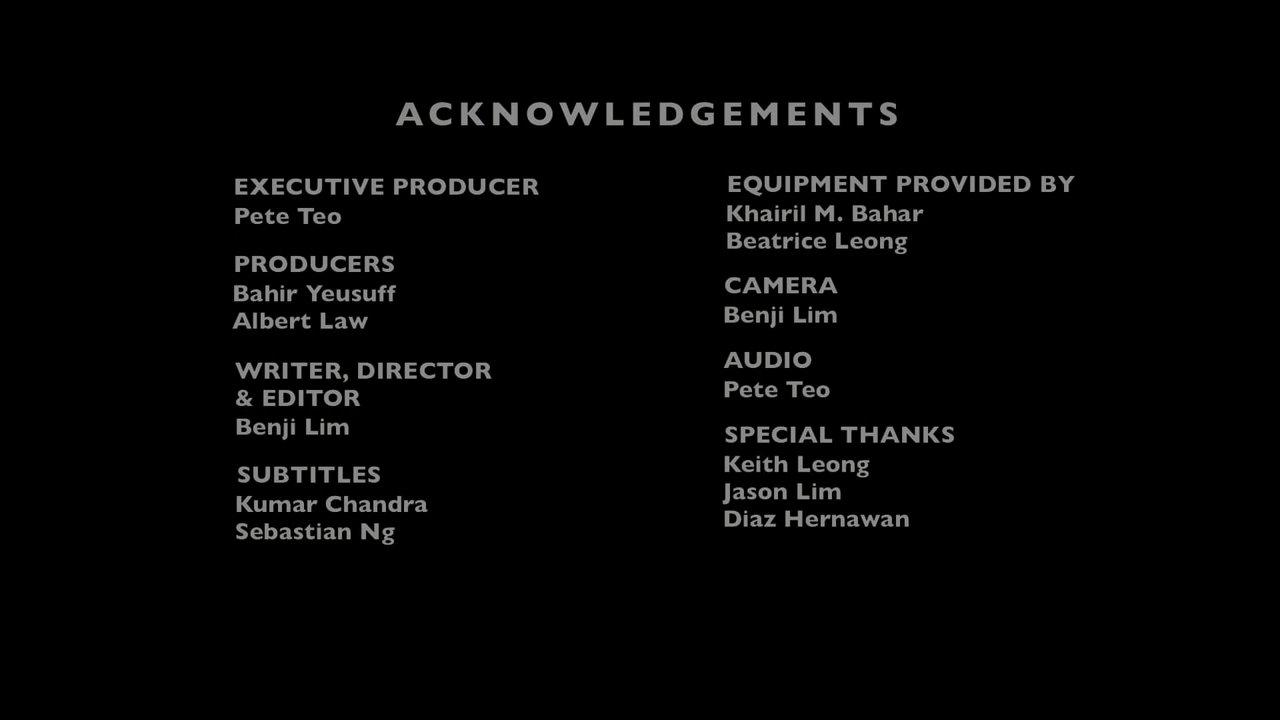 ACKNOWLEDGEMENTS
EXECUTIVE PRODUCER
Pete Teo
PRODUCERS
Bahir Yeusuff
Albert Law
WRITER, DIRECTOR
& EDITOR
Benji Lim
SUBTITLES
Kumar Chandra
Sebastian Ng
EQUIPMENT PROVIDED BY
Khairil M. Bahar
Beatrice Leong
CAMERA
Benji Lim
AUDIO
Pete Teo
SPECIAL THANKS
Keith Leong
Jason Lim
Diaz Hernawan